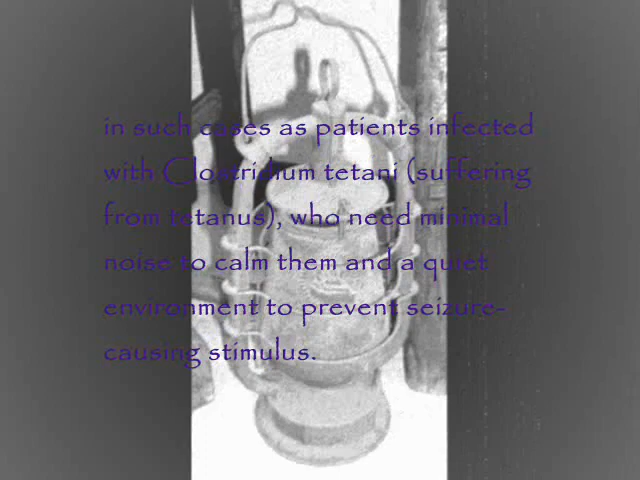 in such cases as patients infected
with Clostridium tetani (suffering
from tetanus), who need minimal
noise to calm them and a quiet
environment to prevent seizure-
causing stimulus.